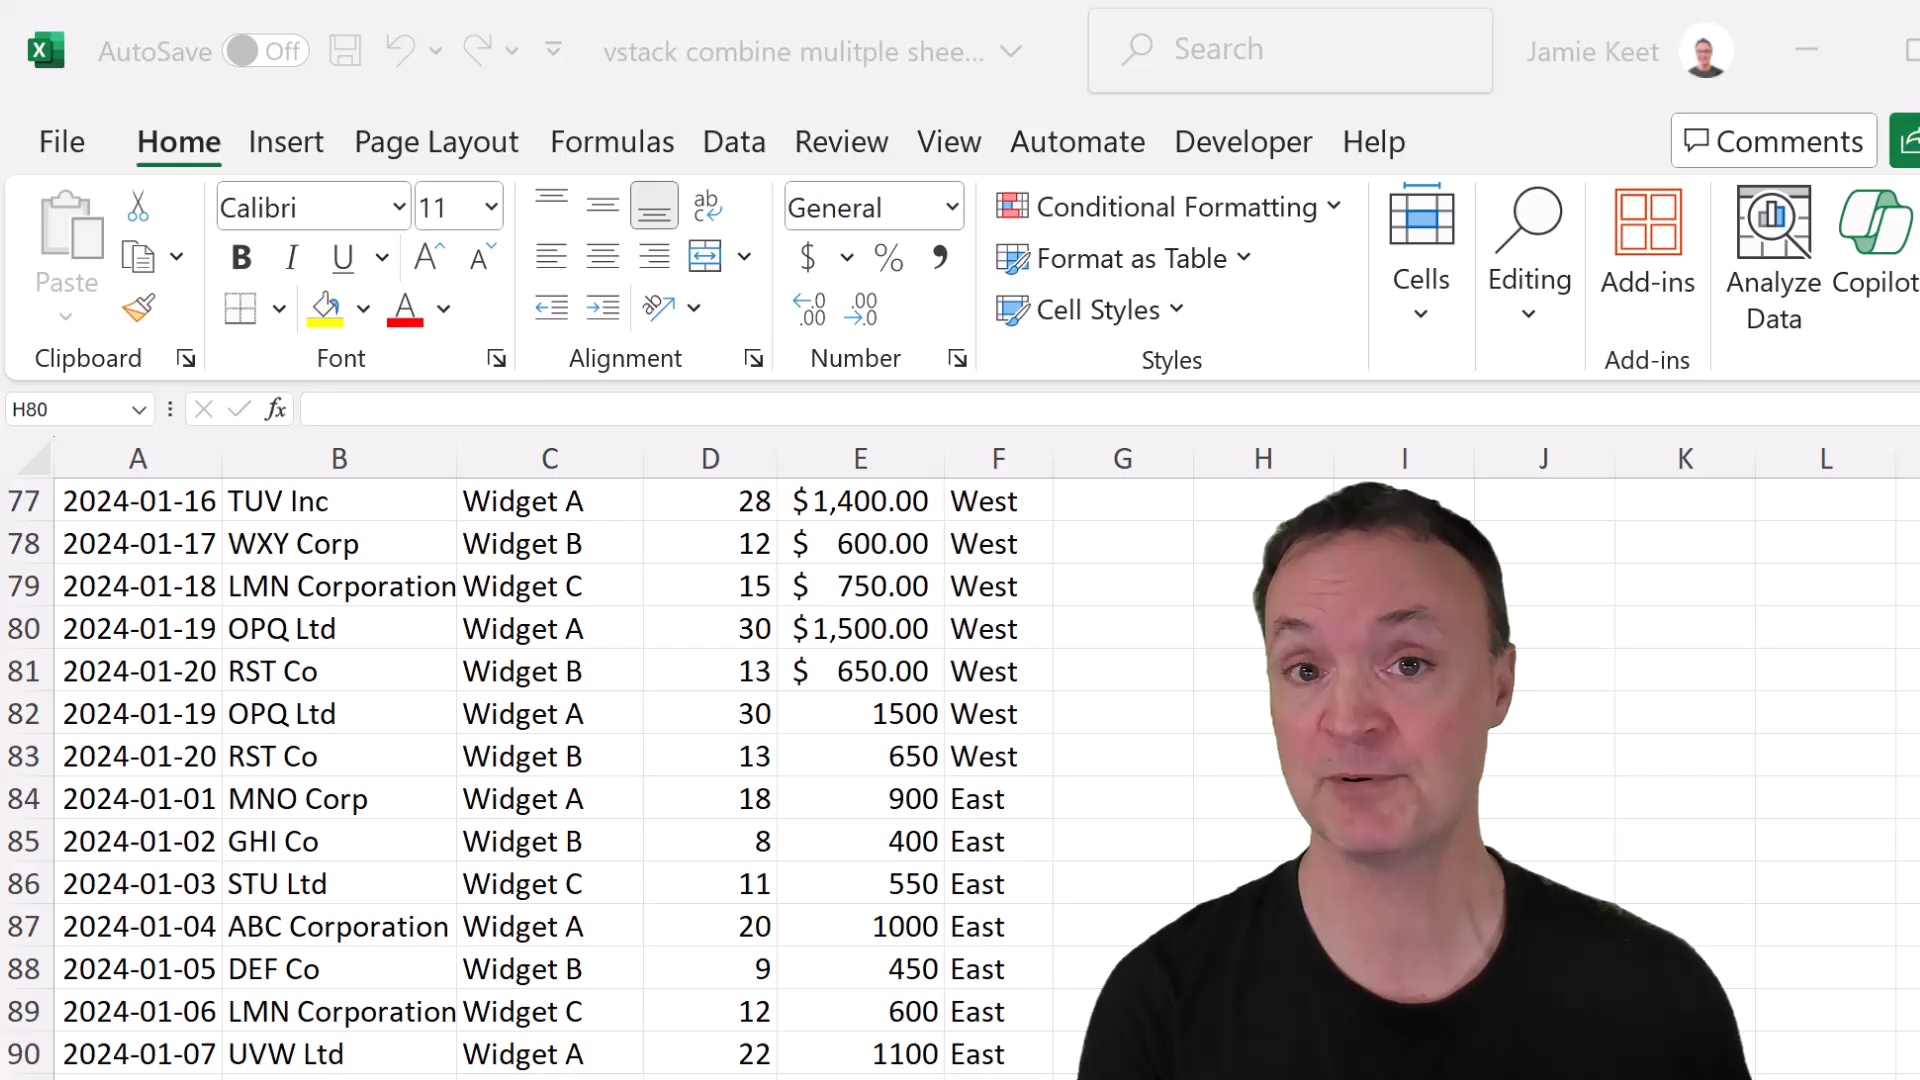 AutoSave Off vstack combine mulitple shee... Search Jamie Keet
File Home Insert Page Layout Formulas Data Review View Automate Developer Help Comments
Paste
Calibri 11
General
Conditional Formatting
Format as Table
Cell Styles
Cells
Editing
Add-ins
Analyze Data
Copilot
Clipboard Font Alignment Number Styles Add-ins
H80
A B C D E F G H I J K L
77 2024-01-16 TUV Inc Widget A 28 $1,400.00 West
78 2024-01-17 WXY Corp Widget B 12 $ 600.00 West
79 2024-01-18 LMN Corporation Widget C 15 $ 750.00 West
80 2024-01-19 OPQ Ltd Widget A 30 $1,500.00 West
81 2024-01-20 RST Co Widget B 13 $ 650.00 West
82 2024-01-19 OPQ Ltd Widget A 30 1500 West
83 2024-01-20 RST Co Widget B 13 650 West
84 2024-01-01 MNO Corp Widget A 18 900 East
85 2024-01-02 GHI Co Widget B 8 400 East
86 2024-01-03 STU Ltd Widget C 11 550 East
87 2024-01-04 ABC Corporation Widget A 20 1000 East
88 2024-01-05 DEF Co Widget B 9 450 East
89 2024-01-06 LMN Corporation Widget C 12 600 East
90 2024-01-07 UVW Ltd Widget A 22 1100 East